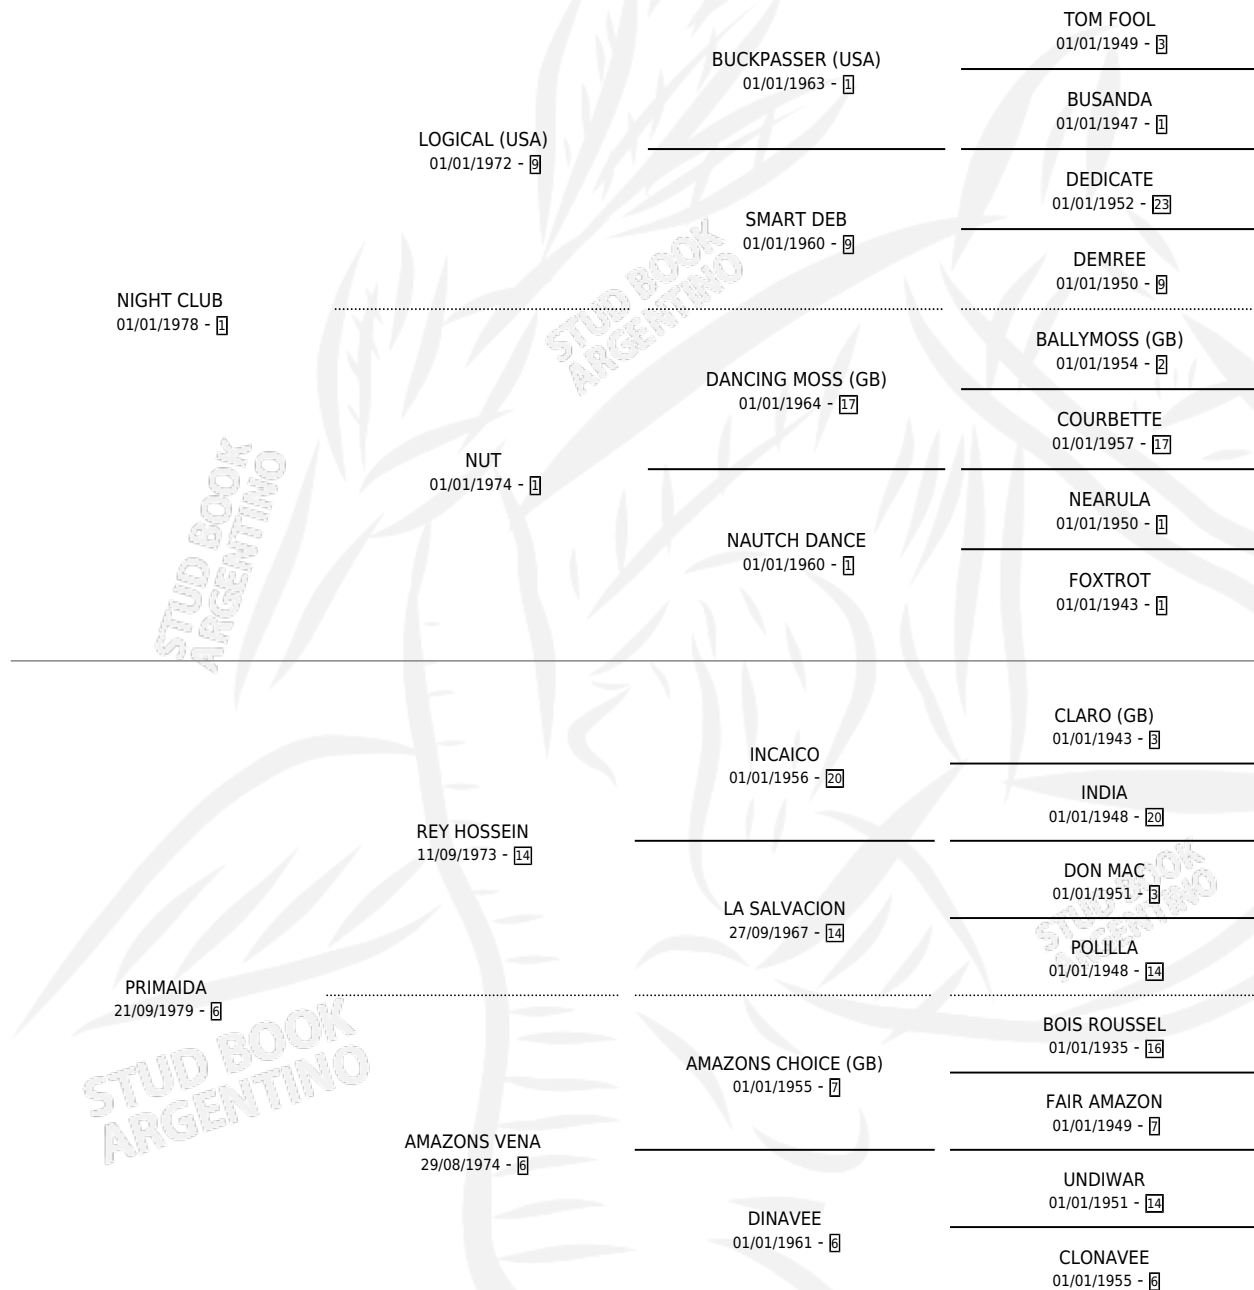 TOM FOOL
01/01/1949 - 3
BUCKPASSER (USA)
01/01/1963 - 1
BUSANDA
01/01/1947 - 1
LOGICAL (USA)
01/01/1972 - 9
DEDICATE
01/01/1952 - 23
SMART DEB
01/01/1960 - 9
DEMREE
01/01/1950 - 9
NIGHT CLUB
01/01/1978 - 1
BALLYMOSS (GB)
01/01/1954 - 2
DANCING MOSS (GB)
01/01/1964 - 17
COURBETTE
01/01/1957 - 17
NUT
01/01/1974 - 1
NEARULA
01/01/1950 - 1
NAUTCH DANCE
01/01/1960 - 1
FOXTROT
01/01/1943 - 1
CLARO (GB)
01/01/1943 - 3
INCAICO
01/01/1956 - 20
INDIA
01/01/1948 - 20
REY HOSSEIN
11/09/1973 - 14
DON MAC
01/01/1951 - 3
LA SALVACION
27/09/1967 - 14
POLILLA
01/01/1948 - 14
PRIMAIDA
21/09/1979 - 6
BOIS ROUSSEL
01/01/1935 - 16
AMAZONS CHOICE (GB)
01/01/1955 - 7
FAIR AMAZON
01/01/1949 - 7
AMAZONS VENA
29/08/1974 - 6
UNDIWAR
01/01/1951 - 14
DINAVEE
01/01/1961 - 6
CLONAVEE
01/01/1955 - 6
STUD BOOK
ARGENTINO
STUD BOOK
ARGENTINO
STUD BOOK
ARGENTINO
STUD BOOK
ARGENTINO